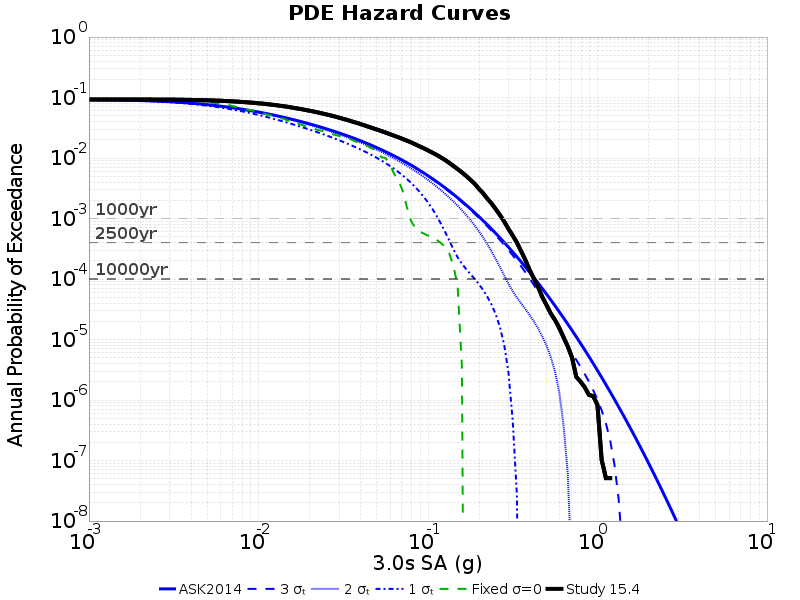 PDE Hazard Curves
Annual Probability of Exceedance
10^0
10^-1
10^-2
10^-3
10^-4
10^-5
10^-6
10^-7
10^-8
1000yr
2500yr
10000yr
10^-3 10^-2 10^-1 10^0 10^1
3.0s SA (g)
ASK2014 3 σₜ 2 σₜ 1 σₜ Fixed σ=0 Study 15.4